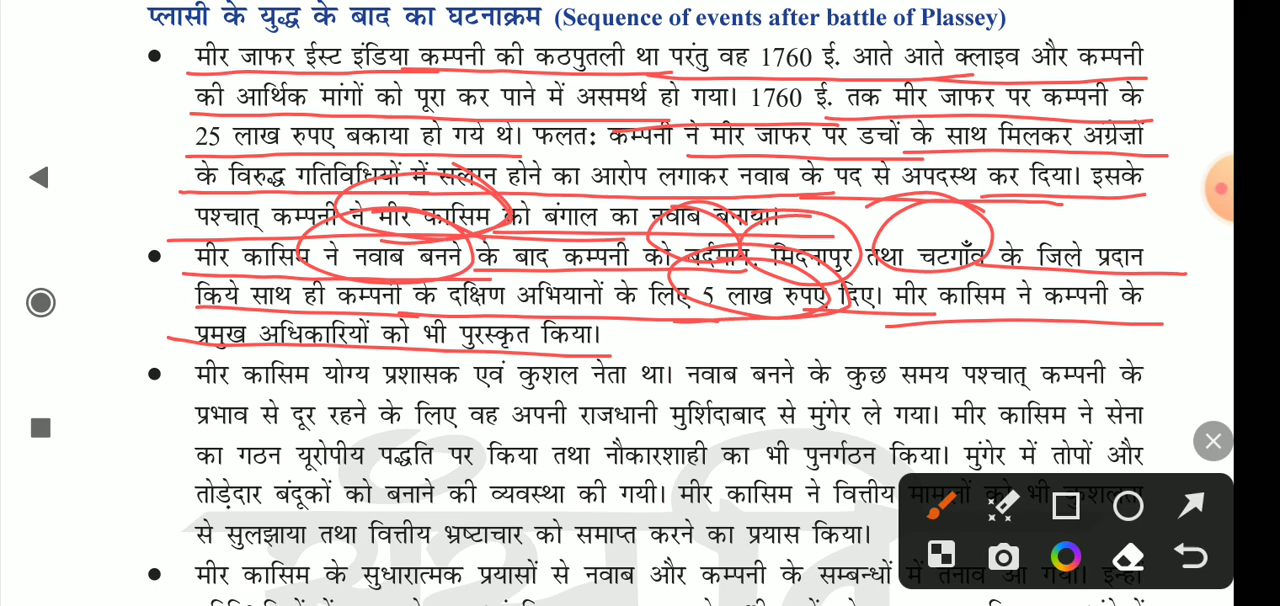 प्लासी के युद्ध के बाद का घटनाक्रम (Sequence of events after battle of Plassey)
● मीर जाफर ईस्ट इंडिया कम्पनी की कठपुतली था परंतु वह 1760 ई. आते आते क्लाइव और कम्पनी
की आर्थिक मांगों को पूरा कर पाने में असमर्थ हो गया। 1760 ई. तक मीर जाफर पर कम्पनी के
25 लाख रुपए बकाया हो गये थे। फलतः कम्पनी ने मीर जाफर पर डचों के साथ मिलकर अंग्रेज़ों
के विरुद्ध गतिविधियों में संलग्न होने का आरोप लगाकर नवाब के पद से अपदस्थ कर दिया। इसके
पश्चात् कम्पनी ने मीर कासिम को बंगाल का नवाब बनाया।
● मीर कासिम ने नवाब बनने के बाद कम्पनी को बर्दमान, मिदनापुर तथा चटगाँव के जिले प्रदान
किये साथ ही कम्पनी के दक्षिण अभियानों के लिए 5 लाख रुपए दिए। मीर कासिम ने कम्पनी के
प्रमुख अधिकारियों को भी पुरस्कृत किया।
● मीर कासिम योग्य प्रशासक एवं कुशल नेता था। नवाब बनने के कुछ समय पश्चात् कम्पनी के
प्रभाव से दूर रहने के लिए वह अपनी राजधानी मुर्शिदाबाद से मुंगेर ले गया। मीर कासिम ने सेना
का गठन यूरोपीय पद्धति पर किया तथा नौकारशाही का भी पुनर्गठन किया। मुंगेर में तोपों और
तोड़ेदार बंदूकों को बनाने की व्यवस्था की गयी। मीर कासिम ने वित्तीय मामलों को भी कुशलता
से सुलझाया तथा वित्तीय भ्रष्टाचार को समाप्त करने का प्रयास किया।
● मीर कासिम के सुधारात्मक प्रयासों से नवाब और कम्पनी के सम्बन्धों में तनाव आ गया। इन्हीं